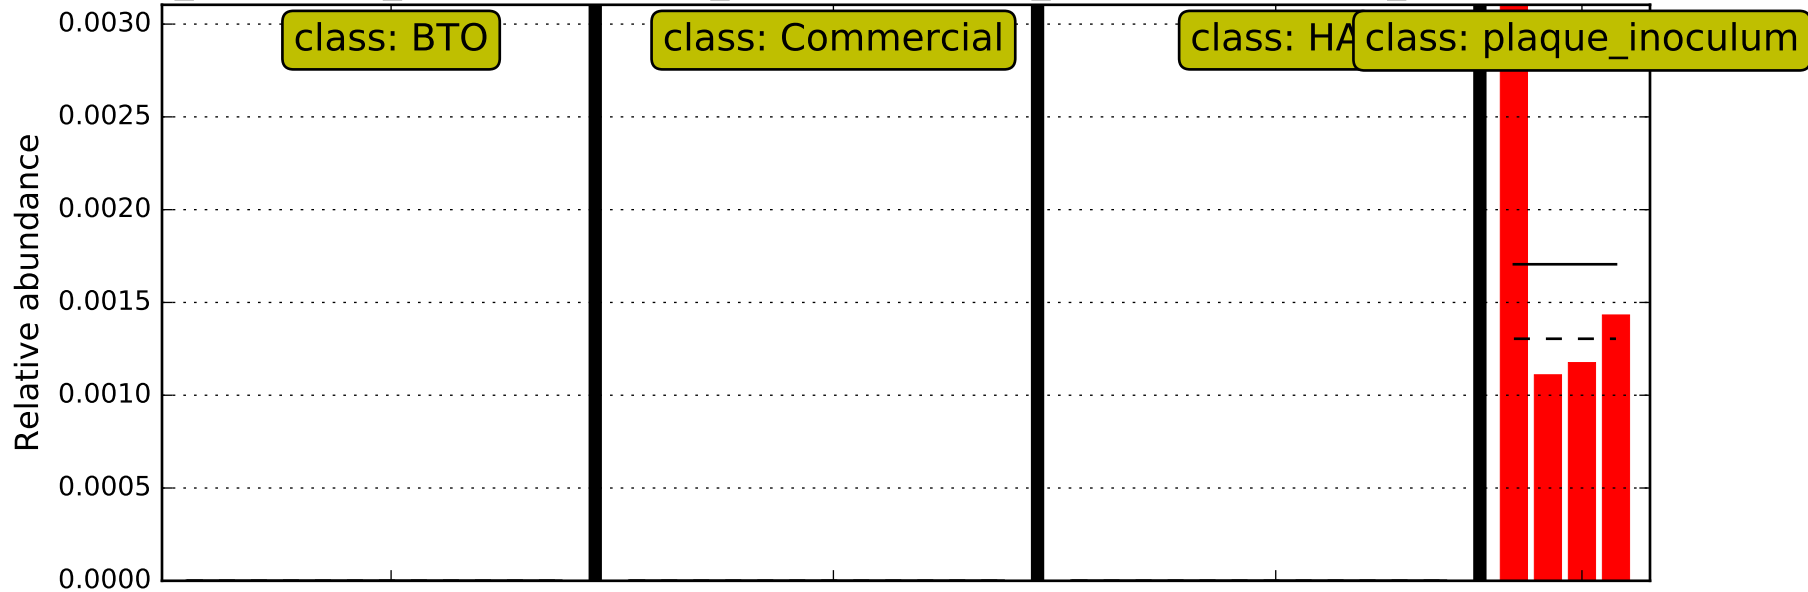 0.0030
0.0025
0.0020
0.0015
0.0010
0.0005
0.0000
Relative abundance
class: BTO
class: Commercial
class: HA
class: plaque_inoculum